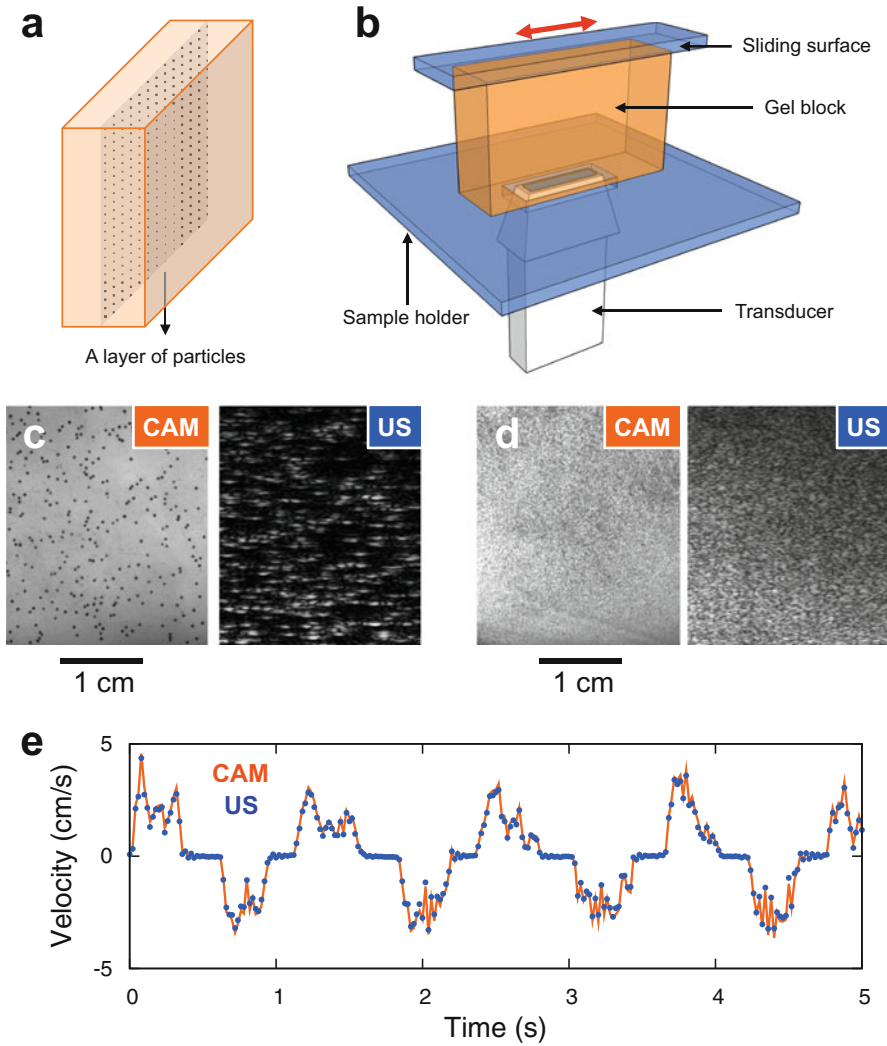 a
b
Sliding surface
Gel block
Sample holder
Transducer
A layer of particles
c
CAM
US
d
CAM
US
1 cm
1 cm
e
5
CAM
US
0
-5
Velocity (cm/s)
0 1 2 3 4 5
Time (s)